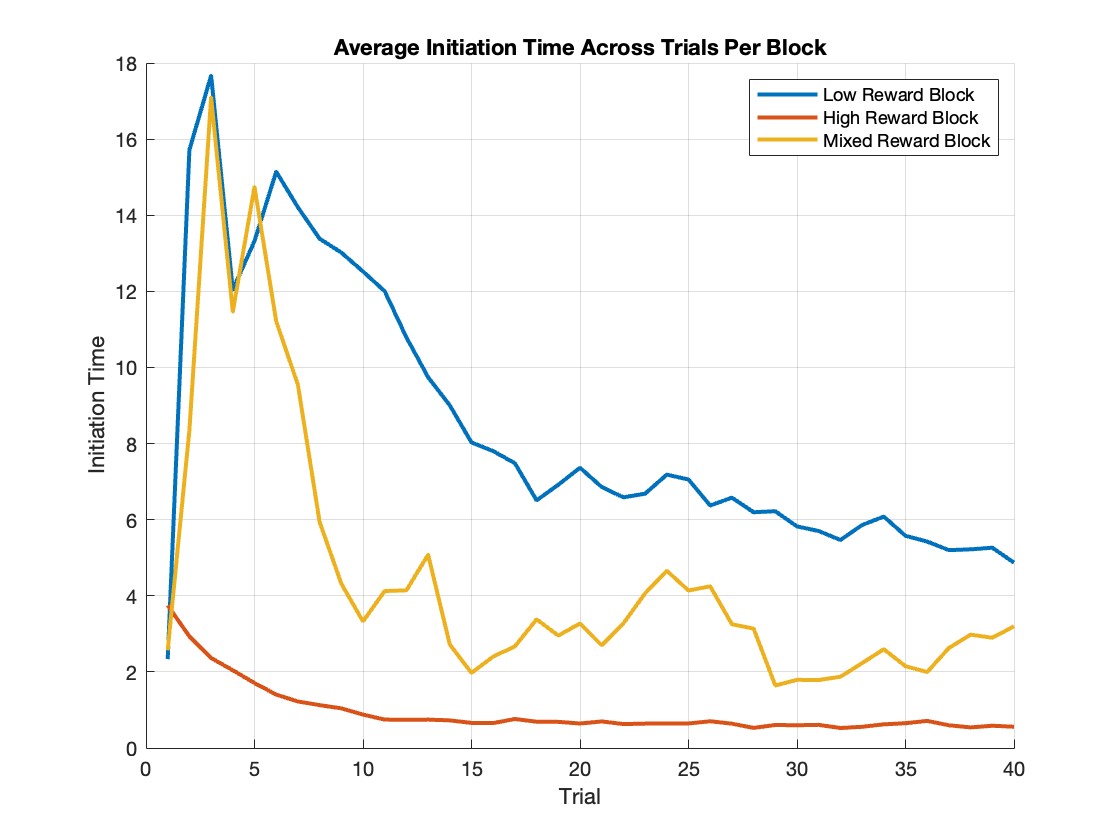 Average Initiation Time Across Trials Per Block
18
16
14
12
10
8
6
4
2
0
Initiation Time
Low Reward Block
High Reward Block
Mixed Reward Block
0 5 10 15 20 25 30 35 40
Trial